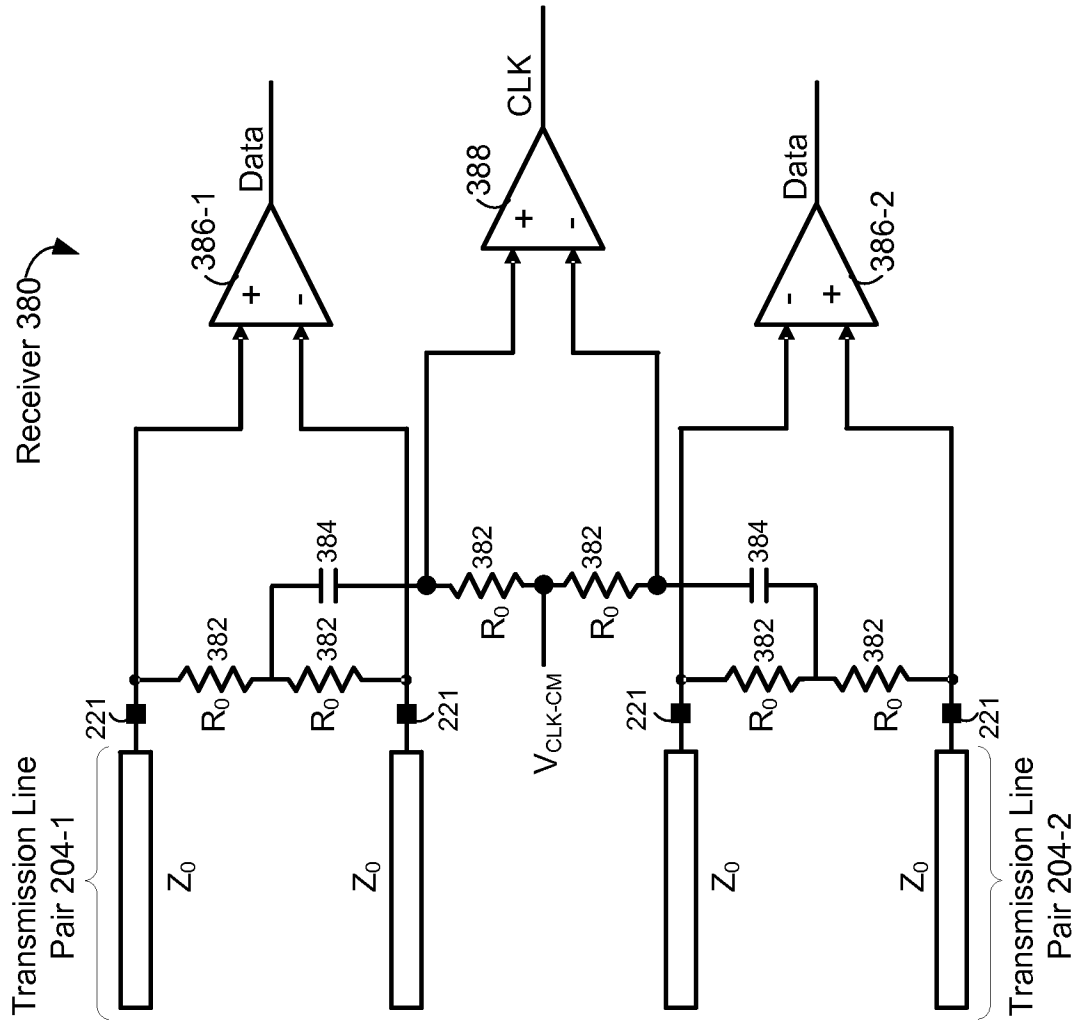 Receiver 380
Transmission Line
Pair 204-1
Z₀
Z₀
221
221
R₀
382
R₀
382
384
386-1
+
-
Data
V_CLK-CM
R₀
382
R₀
382
388
+
-
CLK
Z₀
Z₀
221
221
R₀
382
R₀
382
384
386-2
-
+
Data
Transmission Line
Pair 204-2